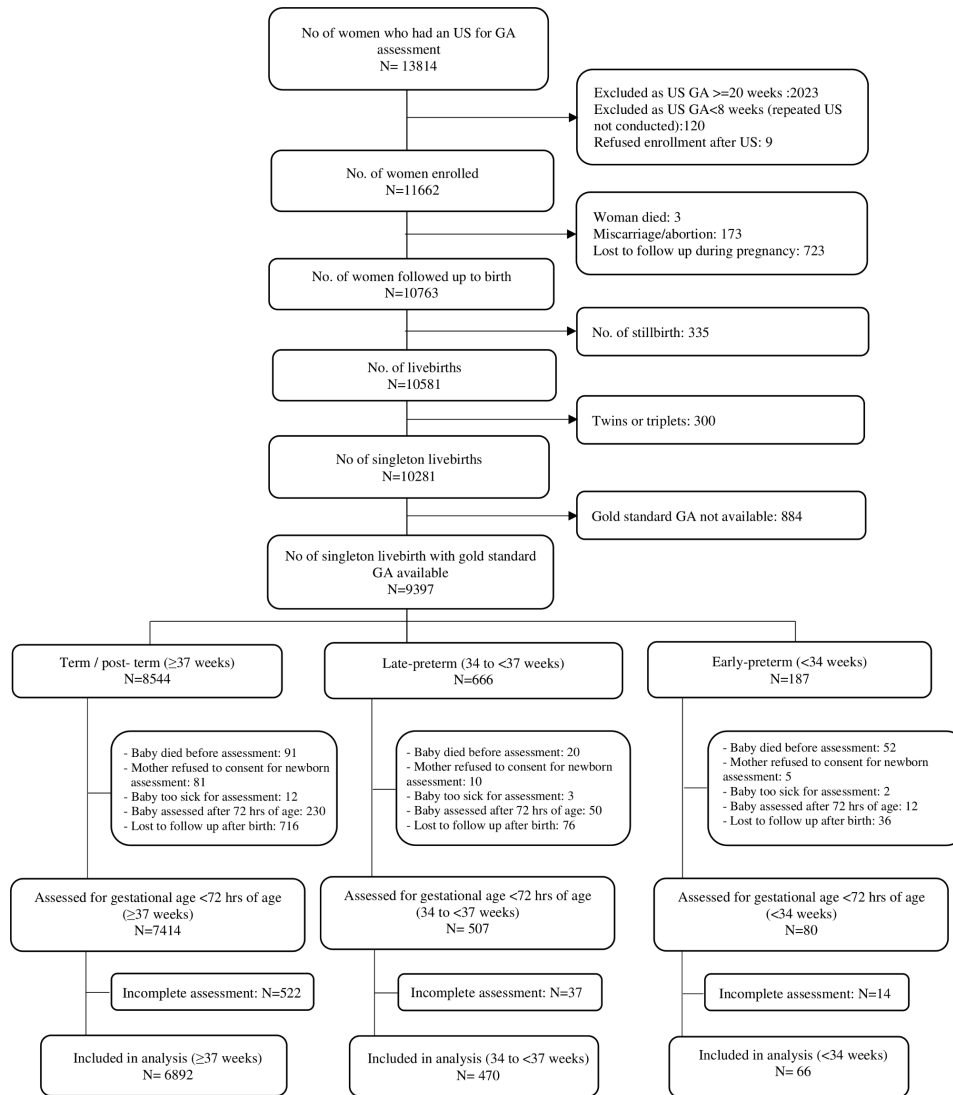 No of women who had an US for GA
assessment
N= 13814
Excluded as US GA >=20 weeks :2023
Excluded as US GA<8 weeks (repeated US
not conducted):120
Refused enrollment after US: 9
No. of women enrolled
N=11662
Woman died: 3
Miscarriage/abortion: 173
Lost to follow up during pregnancy: 723
No. of women followed up to birth
N=10763
No. of stillbirth: 335
No. of livebirths
N=10581
Twins or triplets: 300
No of singleton livebirths
N=10281
Gold standard GA not available: 884
No of singleton livebirth with gold standard
GA available
N=9397
Term / post- term (≥37 weeks)
N=8544
Late-preterm (34 to <37 weeks)
N=666
Early-preterm (<34 weeks)
N=187
- Baby died before assessment: 91
- Mother refused to consent for newborn
assessment: 81
- Baby too sick for assessment: 12
- Baby assessed after 72 hrs of age: 230
- Lost to follow up after birth: 716
- Baby died before assessment: 20
- Mother refused to consent for newborn
assessment: 10
- Baby too sick for assessment: 3
- Baby assessed after 72 hrs of age: 50
- Lost to follow up after birth: 76
- Baby died before assessment: 52
- Mother refused to consent for newborn
assessment: 5
- Baby too sick for assessment: 2
- Baby assessed after 72 hrs of age: 12
- Lost to follow up after birth: 36
Assessed for gestational age <72 hrs of age
(≥37 weeks)
N=7414
Assessed for gestational age <72 hrs of age
(34 to <37 weeks)
N= 507
Assessed for gestational age <72 hrs of age
(<34 weeks)
N=80
Incomplete assessment: N=522
Incomplete assessment: N=37
Incomplete assessment: N=14
Included in analysis (≥37 weeks)
N= 6892
Included in analysis (34 to <37 weeks)
N= 470
Included in analysis (<34 weeks)
N= 66